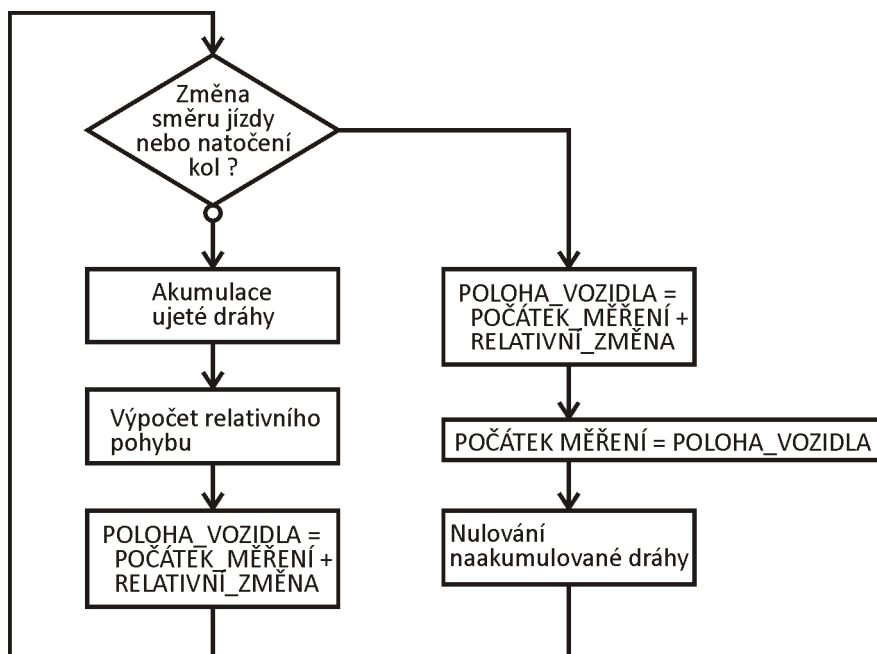 Změna
směru jízdy
nebo natočení
kol ?
Akumulace
ujeté dráhy
Výpočet relativního
pohybu
POLOHA_VOZIDLA =
POČÁTEK_MĚŘENÍ +
RELATIVNÍ_ZMĚNA
POLOHA_VOZIDLA =
POČÁTEK_MĚŘENÍ +
RELATIVNÍ_ZMĚNA
POČÁTEK MĚŘENÍ = POLOHA_VOZIDLA
Nulování
naakumulované dráhy